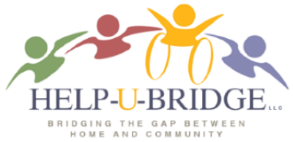 HELP-U-BRIDGE LLC
BRIDGING THE GAP BETWEEN
HOME AND COMMUNITY